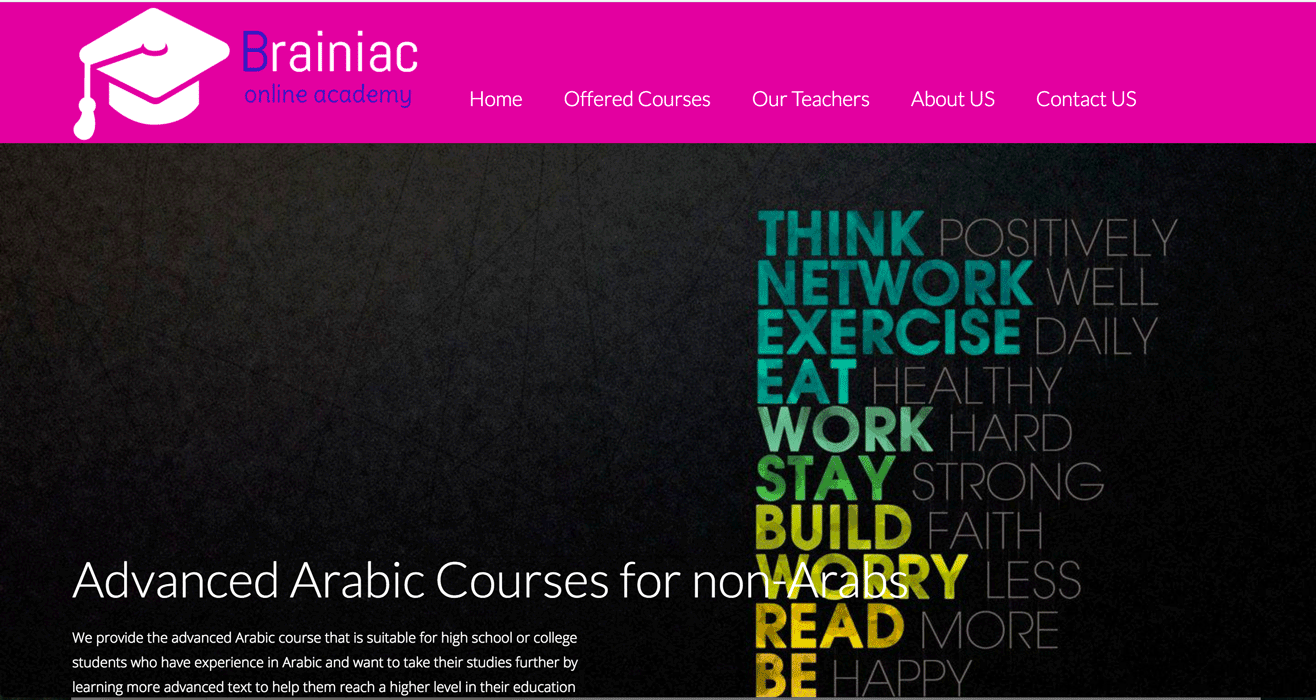 Brainiac
online academy
Home
Offered Courses
Our Teachers
About US
Contact US
THINK POSITIVELY
NETWORK WELL
EXERCISE DAILY
EAT HEALTHY
WORK HARD
STAY STRONG
BUILD FAITH
WORRY LESS
READ MORE
BE HAPPY
Advanced Arabic Courses for non-Arabs
We provide the advanced Arabic course that is suitable for high school or college
students who have experience in Arabic and want to take their studies further by
learning more advanced text to help them reach a higher level in their education